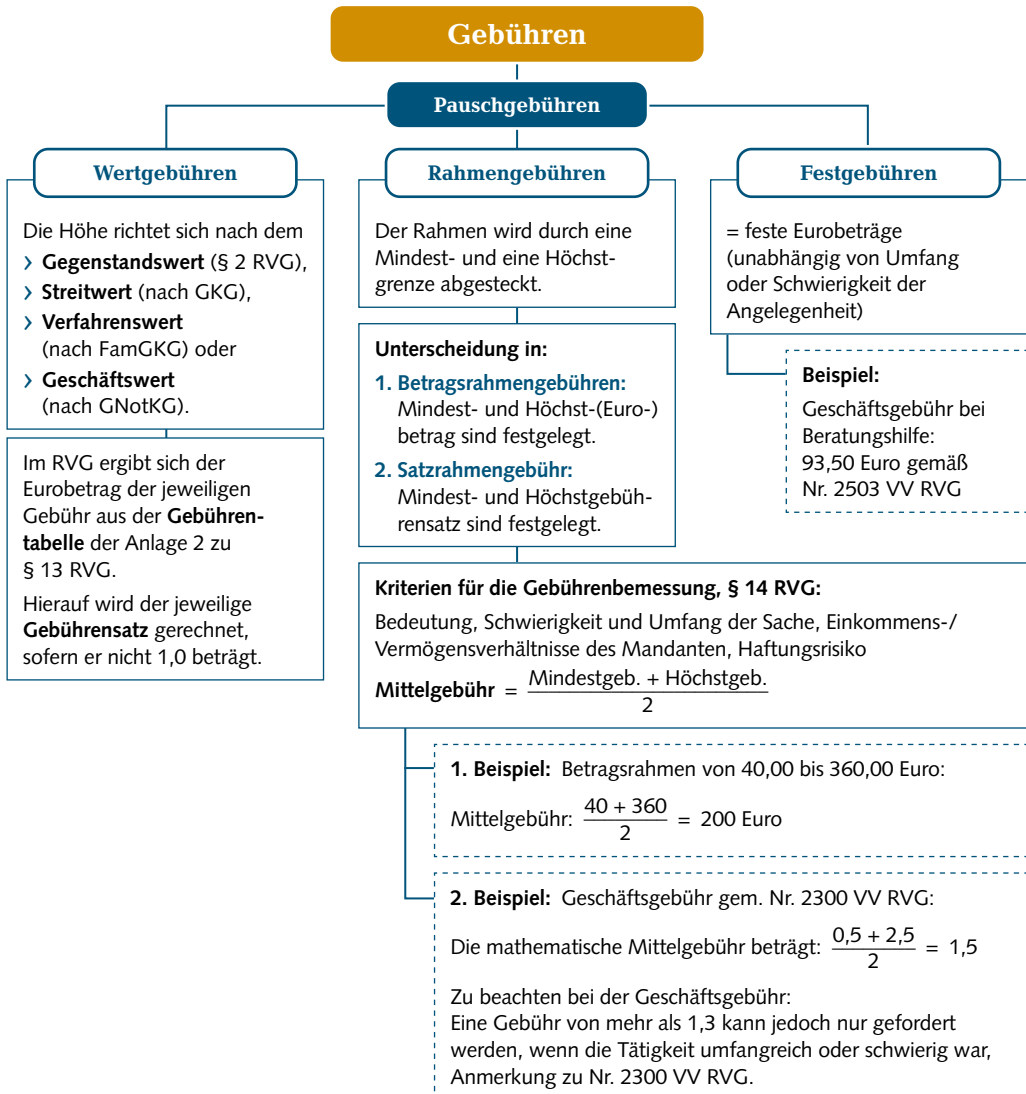 Gebühren
Pauschgebühren
Wertgebühren
Die Höhe richtet sich nach dem
› Gegenstandswert (§ 2 RVG),
› Streitwert (nach GKG),
› Verfahrenswert
(nach FamGKG) oder
› Geschäftswert
(nach GNotKG).
Im RVG ergibt sich der
Eurobetrag der jeweiligen
Gebühr aus der Gebühren-
tabelle der Anlage 2 zu
§ 13 RVG.
Hierauf wird der jeweilige
Gebührensatz gerechnet,
sofern er nicht 1,0 beträgt.
Rahmengebühren
Der Rahmen wird durch eine
Mindest- und eine Höchst-
grenze abgesteckt.
Unterscheidung in:
1. Betragsrahmengebühren:
Mindest- und Höchst-(Euro-)
betrag sind festgelegt.
2. Satzrahmengebühr:
Mindest- und Höchstgebüh-
rensatz sind festgelegt.
Festgebühren
= feste Eurobeträge
(unabhängig von Umfang
oder Schwierigkeit der
Angelegenheit)
Beispiel:
Geschäftsgebühr bei
Beratungshilfe:
93,50 Euro gemäß
Nr. 2503 VV RVG
Kriterien für die Gebührenbemessung, § 14 RVG:
Bedeutung, Schwierigkeit und Umfang der Sache, Einkommens-/
Vermögensverhältnisse des Mandanten, Haftungsrisiko
Mittelgebühr = Mindestgeb. + Höchstgeb.
2
1. Beispiel: Betragsrahmen von 40,00 bis 360,00 Euro:
Mittelgebühr: 40 + 360 = 200 Euro
2
2. Beispiel: Geschäftsgebühr gem. Nr. 2300 VV RVG:
Die mathematische Mittelgebühr beträgt: 0,5 + 2,5 = 1,5
2
Zu beachten bei der Geschäftsgebühr:
Eine Gebühr von mehr als 1,3 kann jedoch nur gefordert
werden, wenn die Tätigkeit umfangreich oder schwierig war,
Anmerkung zu Nr. 2300 VV RVG.